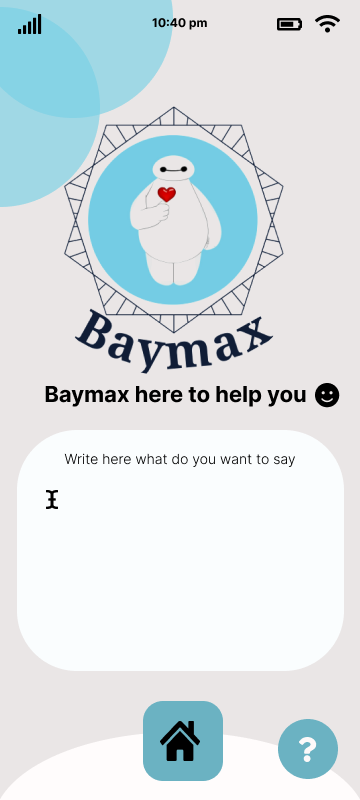 10:40 pm
Baymax
Baymax here to help you
Write here what do you want to say
?